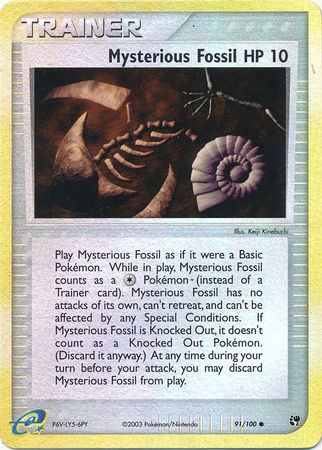 TRAINER
Mysterious Fossil HP 10
Illus. Keiji Kinebuchi
Play Mysterious Fossil as if it were a Basic
Pokémon. While in play, Mysterious Fossil
counts as a Pokémon (instead of a
Trainer card). Mysterious Fossil has no
attacks of its own, can't retreat, and can't be
affected by any Special Conditions. If
Mysterious Fossil is Knocked Out, it doesn't
count as a Knocked Out Pokémon.
(Discard it anyway.) At any time during your
turn before your attack, you may discard
Mysterious Fossil from play.
e
P6V-LY5-6PY
©2003 Pokémon/Nintendo
91/100